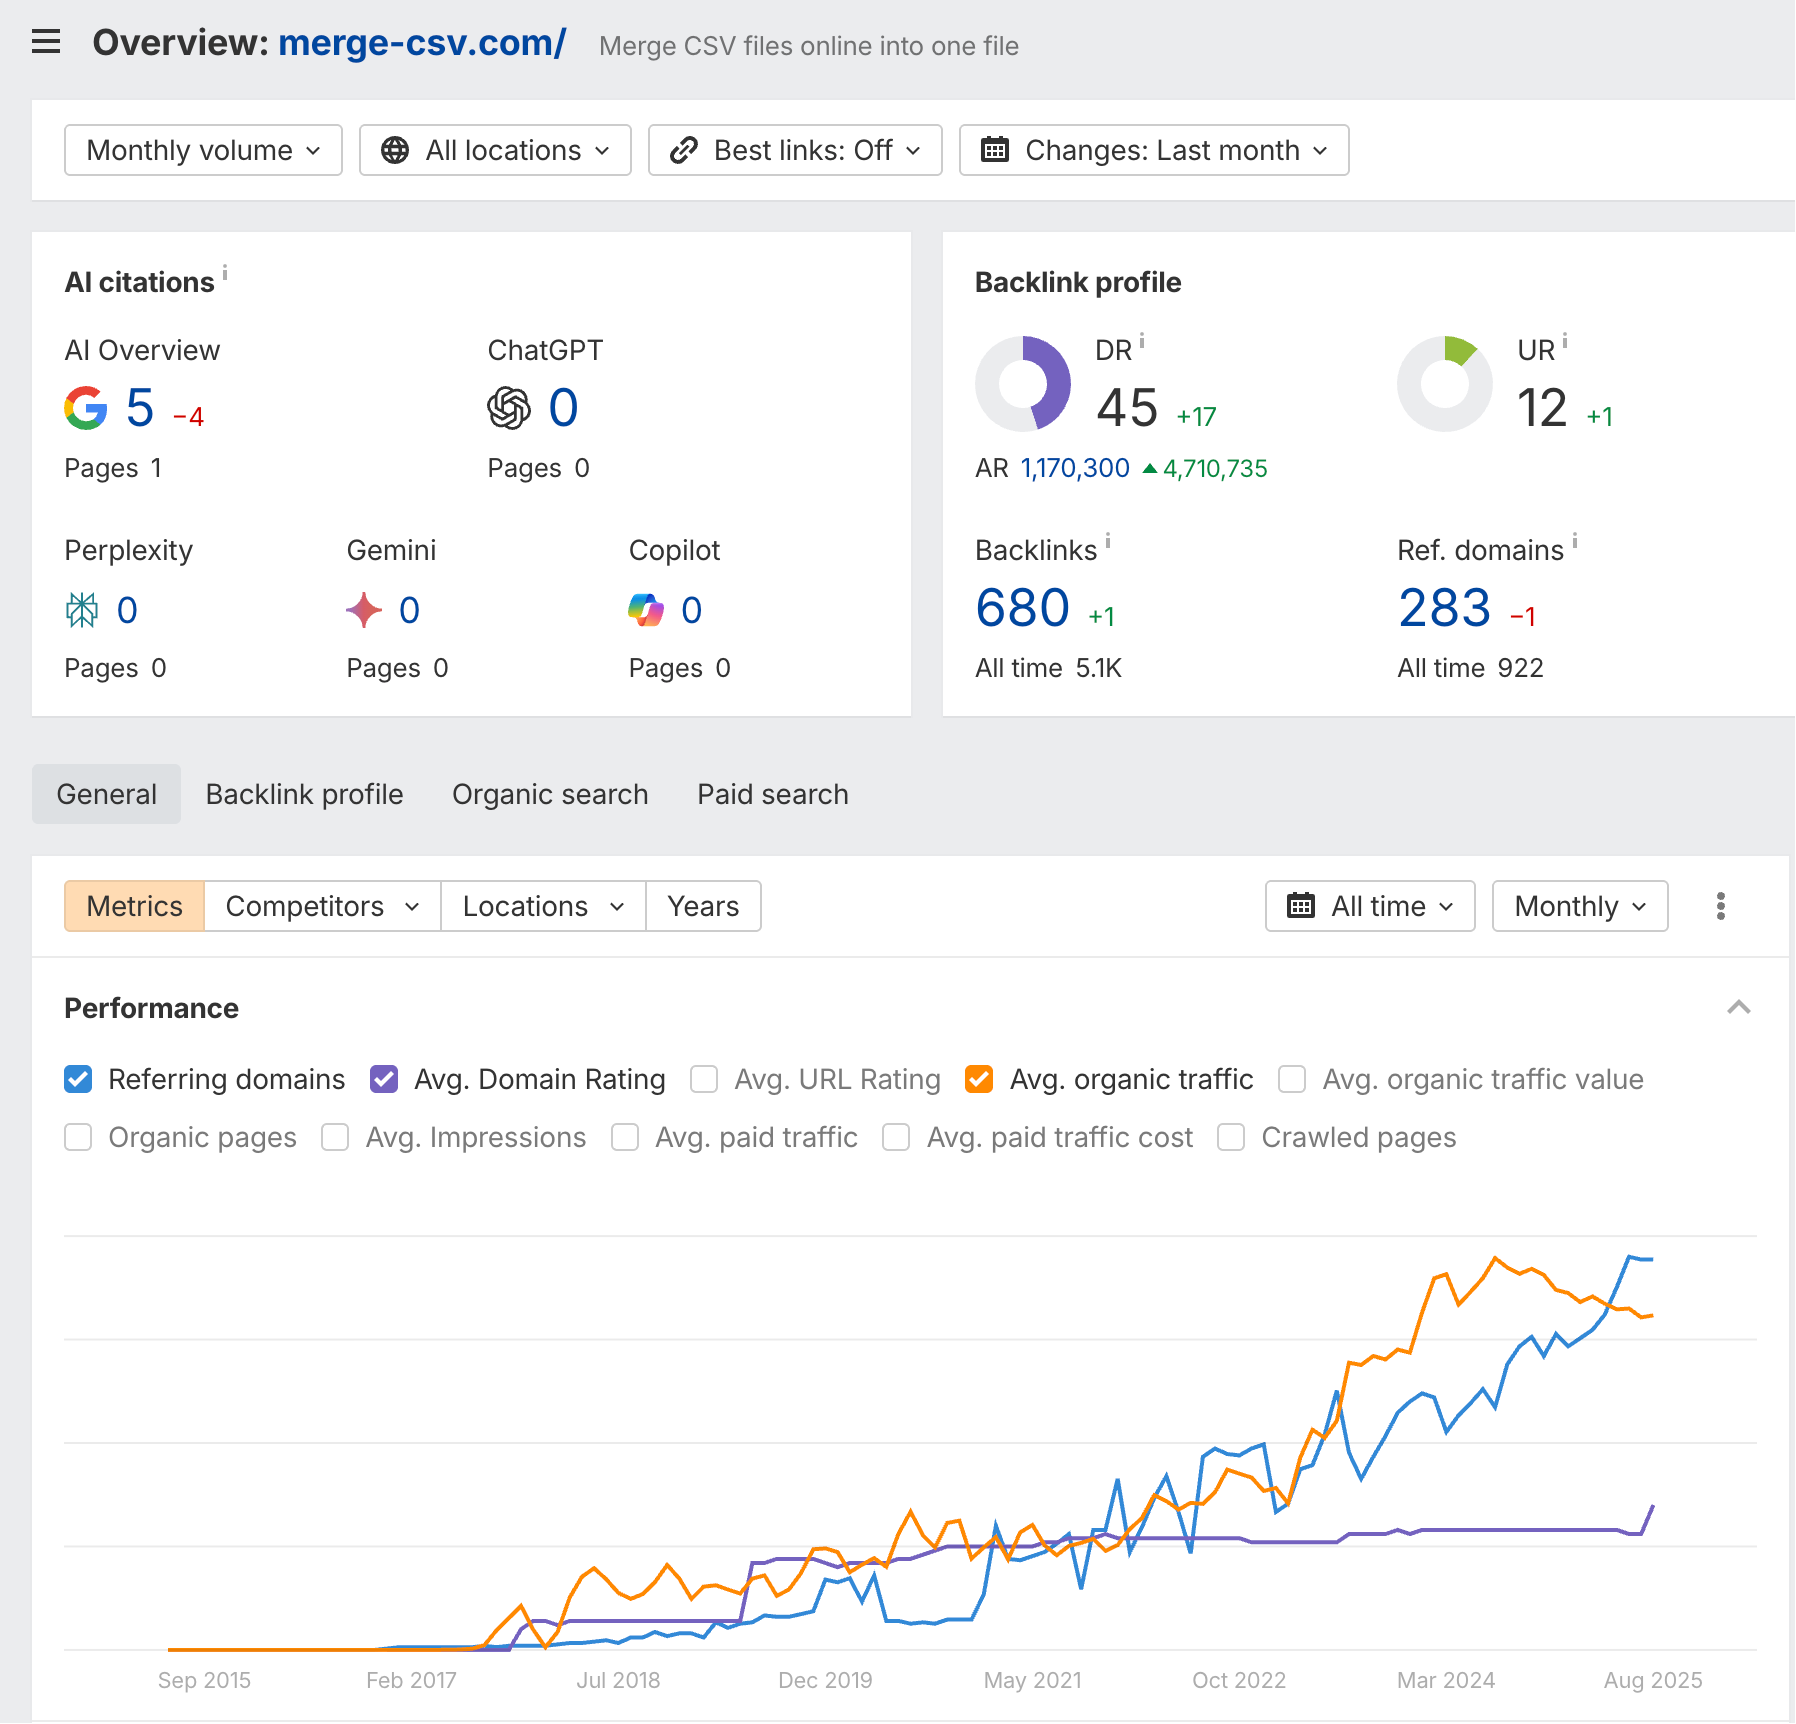 Overview: merge-csv.com/ Merge CSV files online into one file
Monthly volume All locations Best links: Off Changes: Last month
AI citations i
AI Overview ChatGPT
5 −4 0
Pages 1 Pages 0
Perplexity Gemini Copilot
0 0 0
Pages 0 Pages 0 Pages 0
Backlink profile
DR i UR i
45 +17 12 +1
AR 1,170,300 4,710,735
Backlinks i Ref. domains i
680 +1 283 −1
All time 5.1K All time 922
General Backlink profile Organic search Paid search
Metrics Competitors Locations Years All time Monthly
Performance
Referring domains Avg. Domain Rating Avg. URL Rating Avg. organic traffic Avg. organic traffic value
Organic pages Avg. Impressions Avg. paid traffic Avg. paid traffic cost Crawled pages
Sep 2015 Feb 2017 Jul 2018 Dec 2019 May 2021 Oct 2022 Mar 2024 Aug 2025